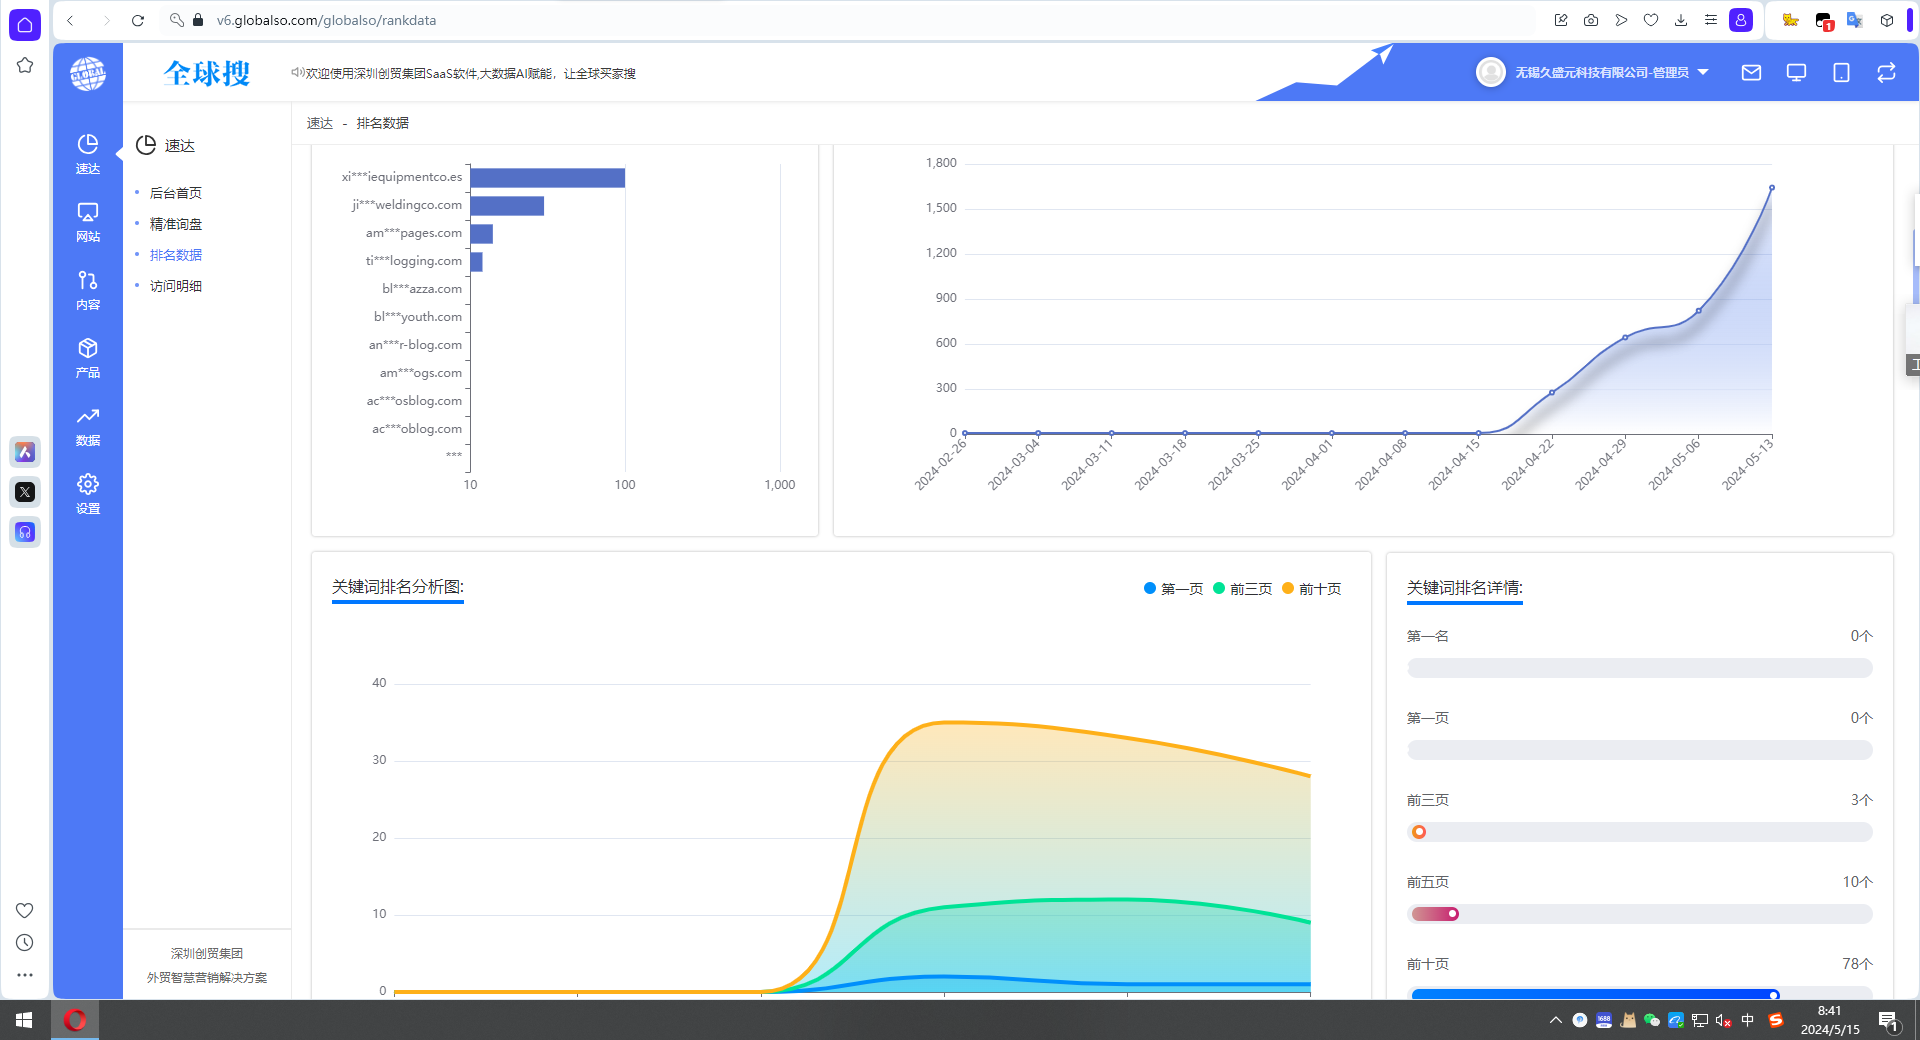 v6.globalso.com/globalso/rankdata
1
GLOBAL
全球搜
欢迎使用深圳创贸集团SaaS软件,大数据AI赋能，让全球买家搜
无锡久盛元科技有限公司-管理员
速达
网站
内容
产品
数据
设置
速达
后台首页
精准询盘
排名数据
访问明细
深圳创贸集团
外贸智慧营销解决方案
速达 - 排名数据
xi***iequipmentco.es
ji***weldingco.com
am***pages.com
ti***logging.com
bl***azza.com
bl***youth.com
an***r-blog.com
am***ogs.com
ac***osblog.com
ac***oblog.com
***
10 100 1,000
1,800
1,500
1,200
900
600
300
0
2024-02-26 2024-03-04 2024-03-11 2024-03-18 2024-03-25 2024-04-01 2024-04-08 2024-04-15 2024-04-22 2024-04-29 2024-05-06 2024-05-13
关键词排名分析图:
第一页 前三页 前十页
40
30
20
10
0
关键词排名详情:
第一名 0个
第一页 0个
前三页 3个
前五页 10个
前十页 78个
1688
中
8:41
2024/5/15
1